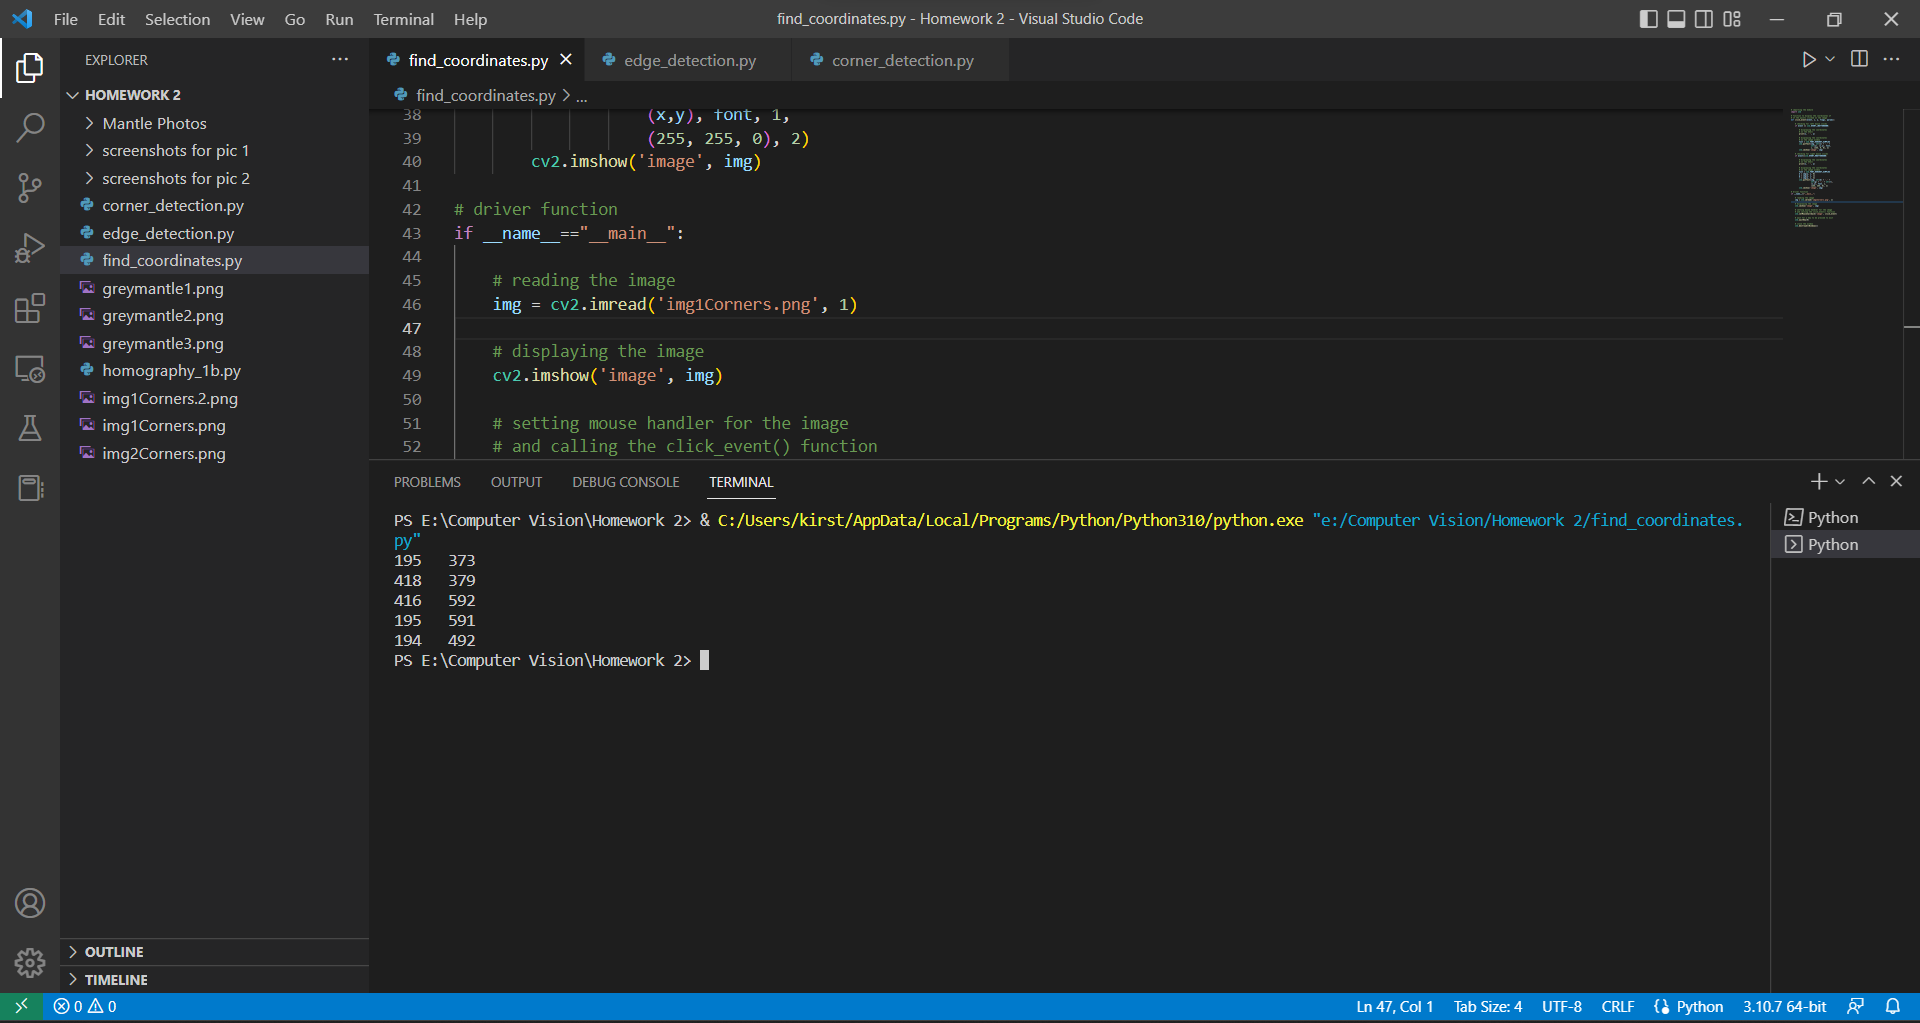 File Edit Selection View Go Run Terminal Help
find_coordinates.py - Homework 2 - Visual Studio Code
EXPLORER
HOMEWORK 2
Mantle Photos
screenshots for pic 1
screenshots for pic 2
corner_detection.py
edge_detection.py
find_coordinates.py
greymantle1.png
greymantle2.png
greymantle3.png
homography_1b.py
img1Corners.2.png
img1Corners.png
img2Corners.png
OUTLINE
TIMELINE
find_coordinates.py edge_detection.py corner_detection.py
find_coordinates.py > ...
38 (x,y), font, 1,
39 (255, 255, 0), 2)
40 cv2.imshow('image', img)
41
42 # driver function
43 if __name__=="__main__":
44
45 # reading the image
46 img = cv2.imread('img1Corners.png', 1)
47
48 # displaying the image
49 cv2.imshow('image', img)
50
51 # setting mouse handler for the image
52 # and calling the click_event() function
PROBLEMS OUTPUT DEBUG CONSOLE TERMINAL
PS E:\Computer Vision\Homework 2> & C:/Users/kirst/AppData/Local/Programs/Python/Python310/python.exe "e:/Computer Vision/Homework 2/find_coordinates.
py"
195 373
418 379
416 592
195 591
194 492
PS E:\Computer Vision\Homework 2>
Python
Python
0 0
Ln 47, Col 1 Tab Size: 4 UTF-8 CRLF Python 3.10.7 64-bit